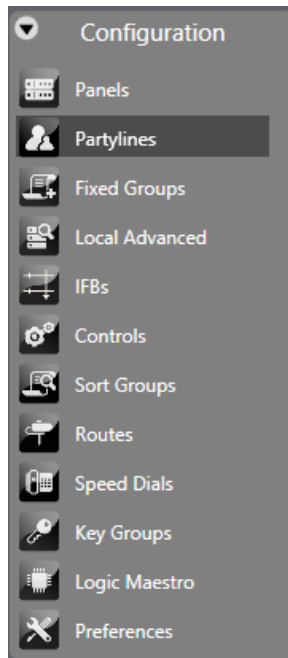 Configuration
Panels
Partylines
Fixed Groups
Local Advanced
IFBs
Controls
Sort Groups
Routes
Speed Dials
Key Groups
Logic Maestro
Preferences